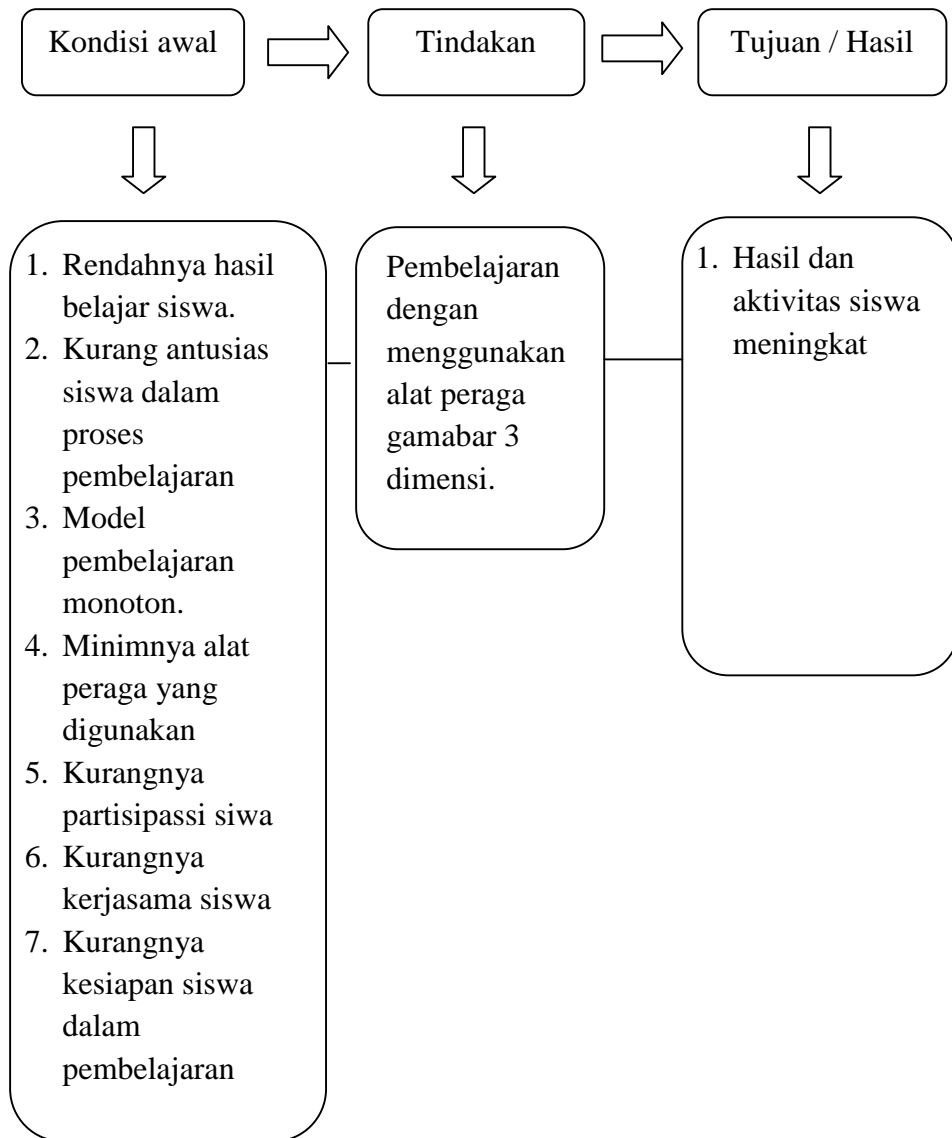 Kondisi awal
Tindakan
Tujuan / Hasil
1. Rendahnya hasil
belajar siswa.
2. Kurang antusias
siswa dalam
proses
pembelajaran
3. Model
pembelajaran
monoton.
4. Minimnya alat
peraga yang
digunakan
5. Kurangnya
partisipassi siwa
6. Kurangnya
kerjasama siswa
7. Kurangnya
kesiapan siswa
dalam
pembelajaran
Pembelajaran
dengan
menggunakan
alat peraga
gamabar 3
dimensi.
1. Hasil dan
aktivitas siswa
meningkat